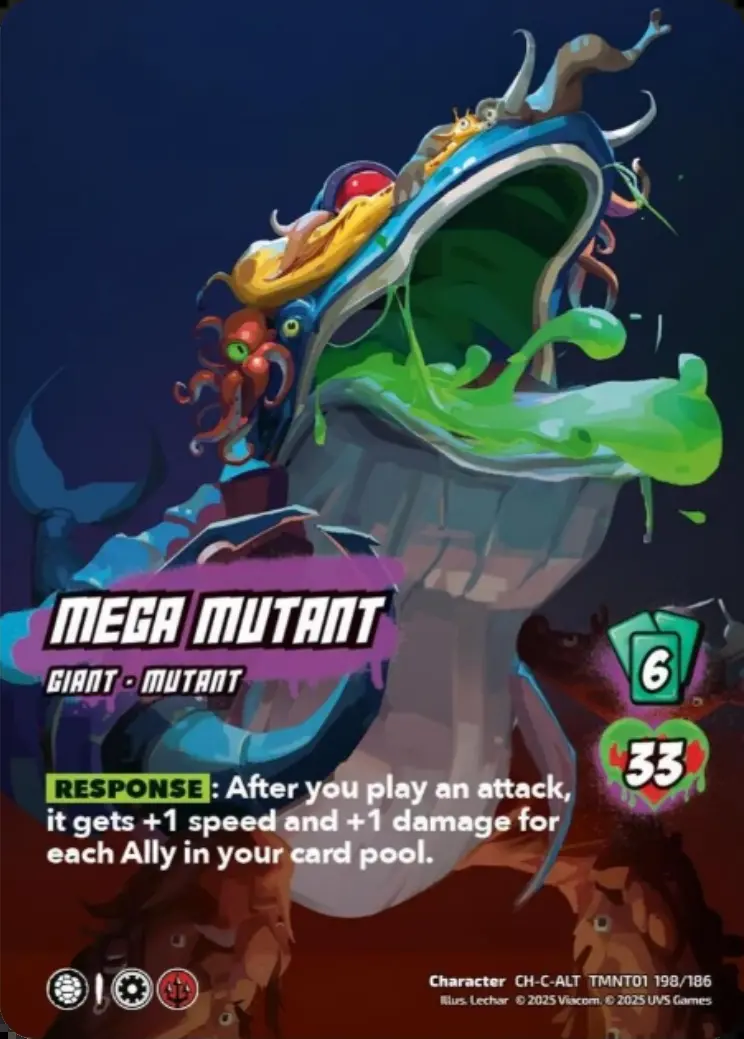 MEGA MUTANT
GIANT • MUTANT
6
33
RESPONSE: After you play an attack,
it gets +1 speed and +1 damage for
each Ally in your card pool.
Character CH-C-ALT TMNT01 198/186
Illus. Lechar © 2025 Viacom. © 2025 UVS Games